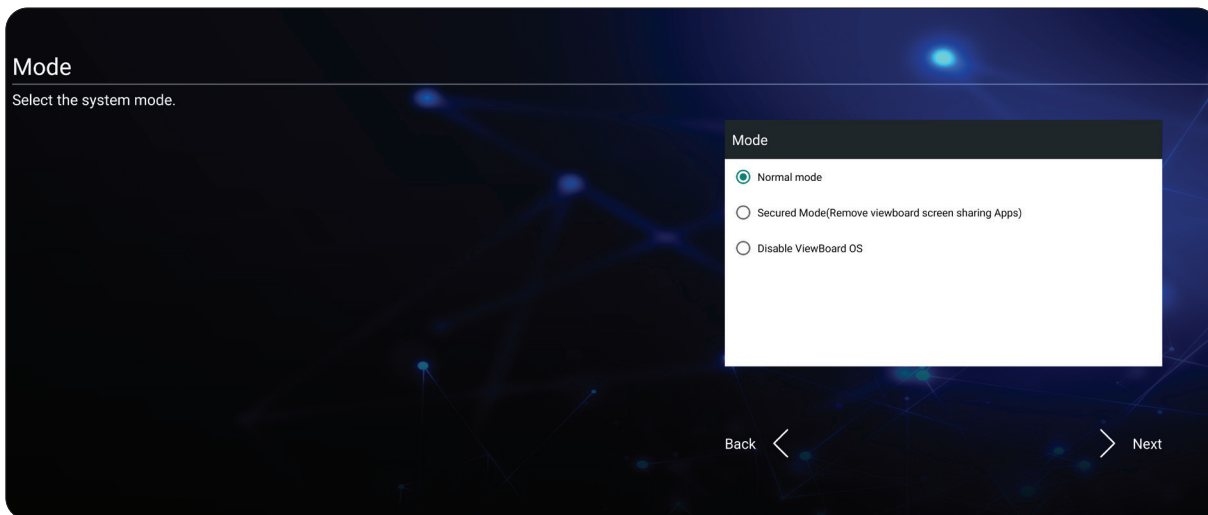 Mode
Select the system mode.
Mode
Normal mode
Secured Mode(Remove viewboard screen sharing Apps)
Disable ViewBoard OS
Back
Next